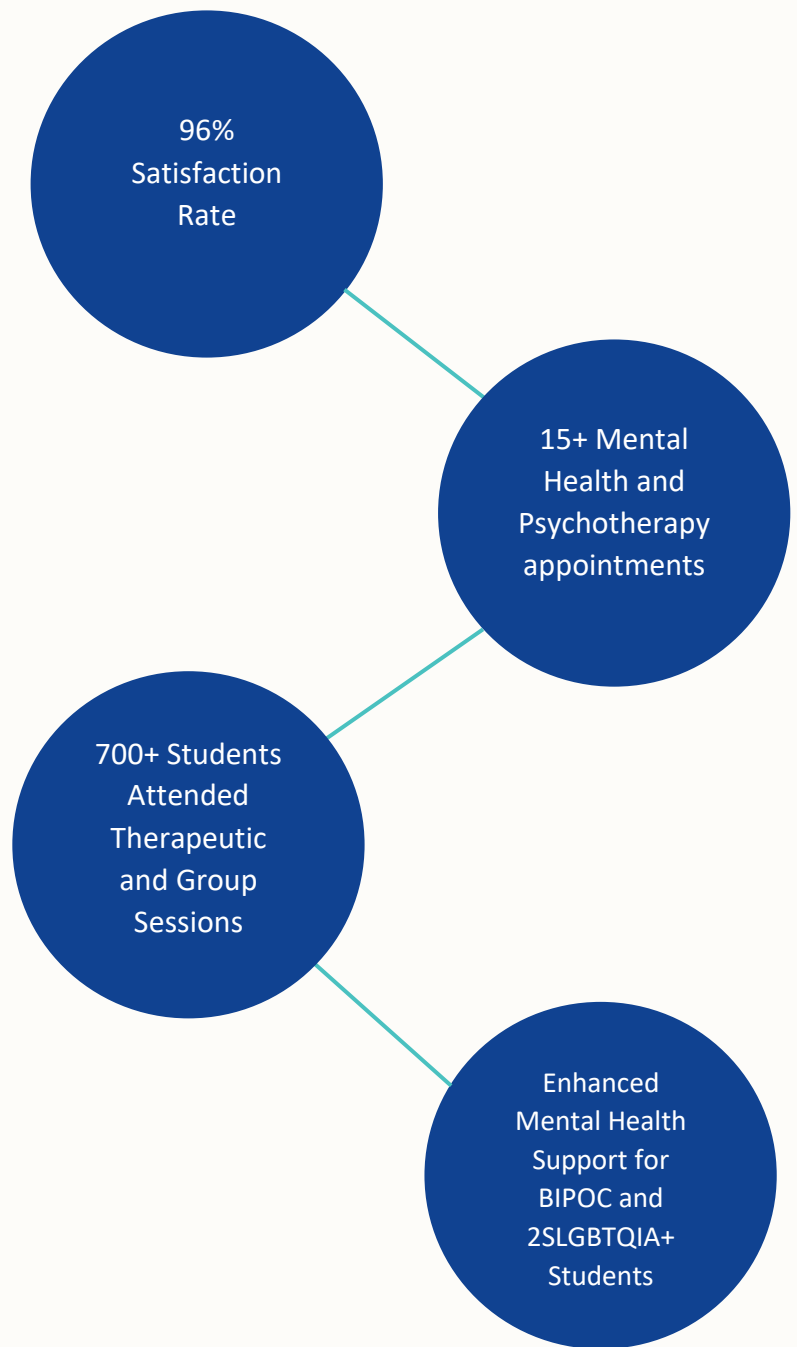 96%
Satisfaction
Rate
15+ Mental
Health and
Psychotherapy
appointments
700+ Students
Attended
Therapeutic
and Group
Sessions
Enhanced
Mental Health
Support for
BIPOC and
2SLGBTQIA+
Students